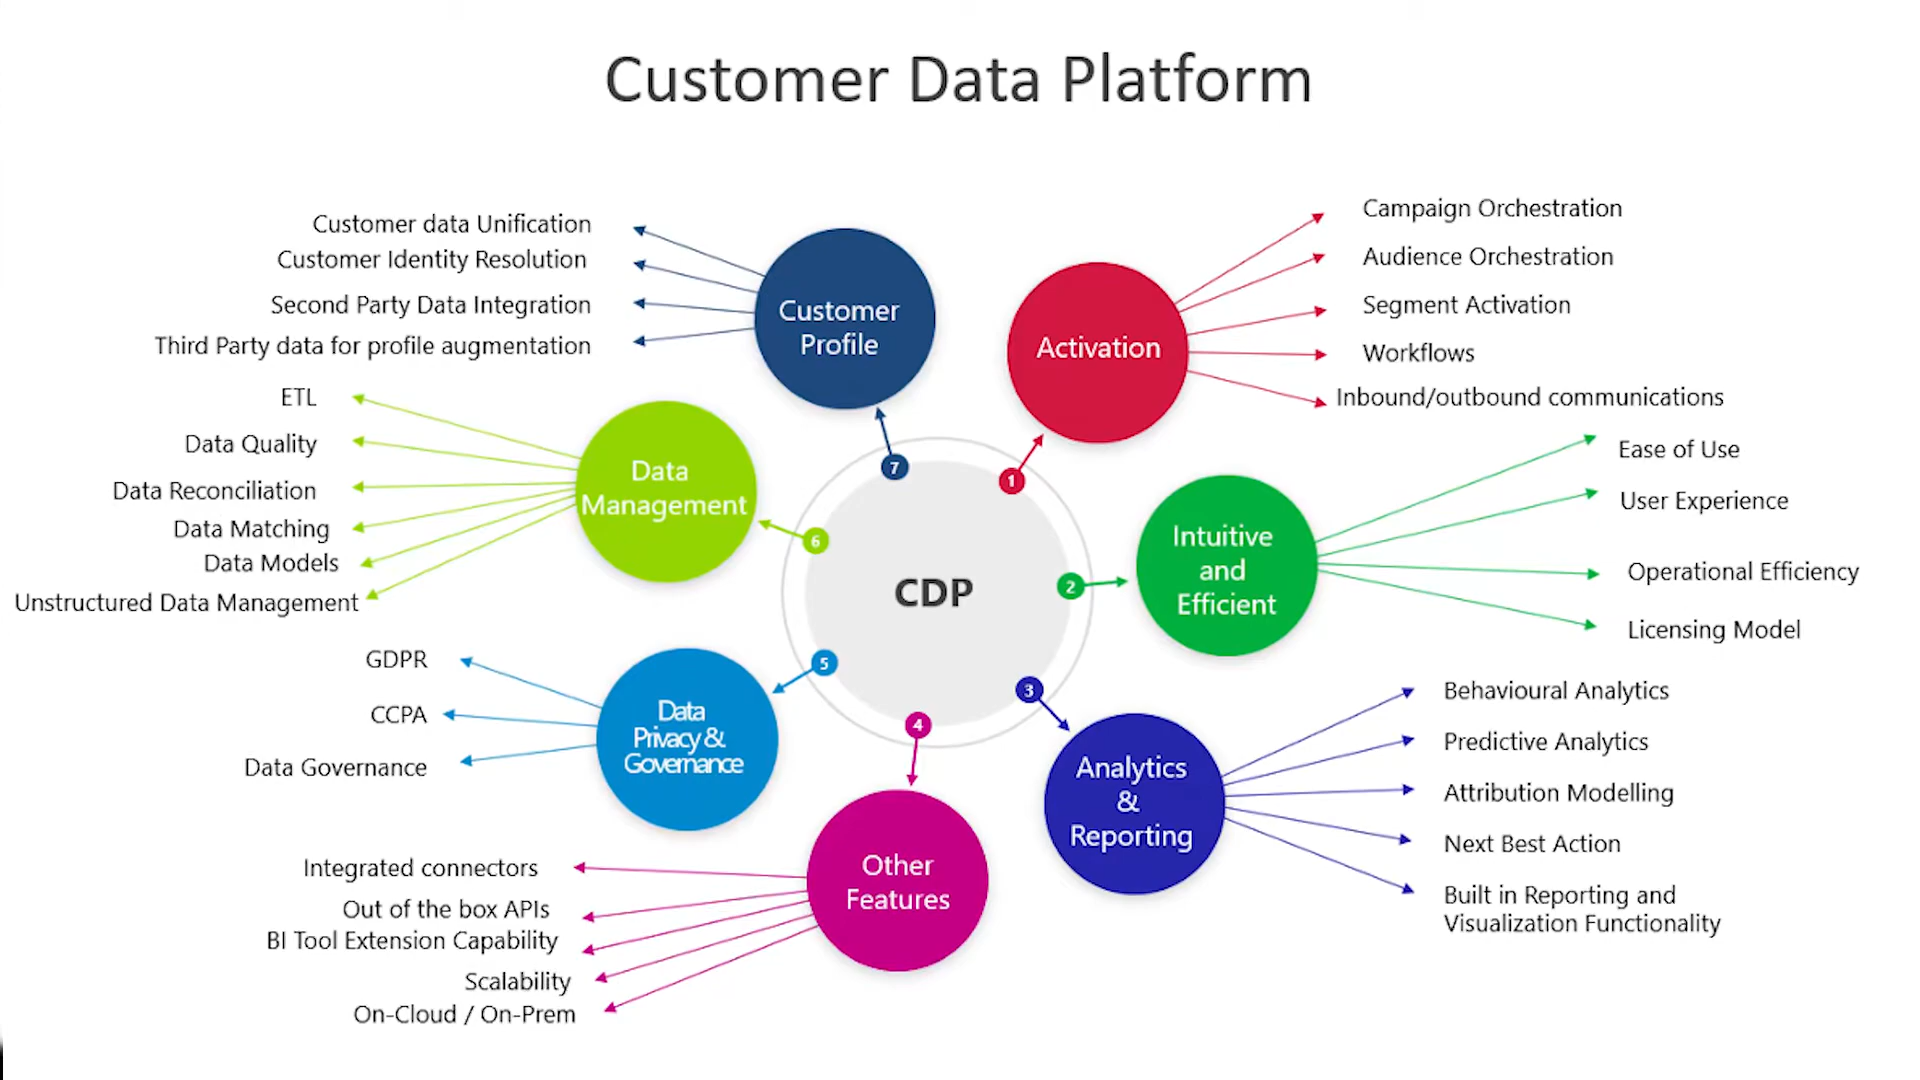 Customer Data Platform
Customer data Unification
Customer Identity Resolution
Second Party Data Integration
Third Party data for profile augmentation
Customer
Profile
7
Activation
1
Campaign Orchestration
Audience Orchestration
Segment Activation
Workflows
Inbound/outbound communications
ETL
Data Quality
Data Reconciliation
Data Matching
Data Models
Unstructured Data Management
Data
Management
6
CDP
2
Intuitive
and
Efficient
Ease of Use
User Experience
Operational Efficiency
Licensing Model
GDPR
CCPA
Data Governance
Data
Privacy &
Governance
5
3
Analytics
&
Reporting
Behavioural Analytics
Predictive Analytics
Attribution Modelling
Next Best Action
Built in Reporting and
Visualization Functionality
4
Other
Features
Integrated connectors
Out of the box APIs
BI Tool Extension Capability
Scalability
On-Cloud / On-Prem